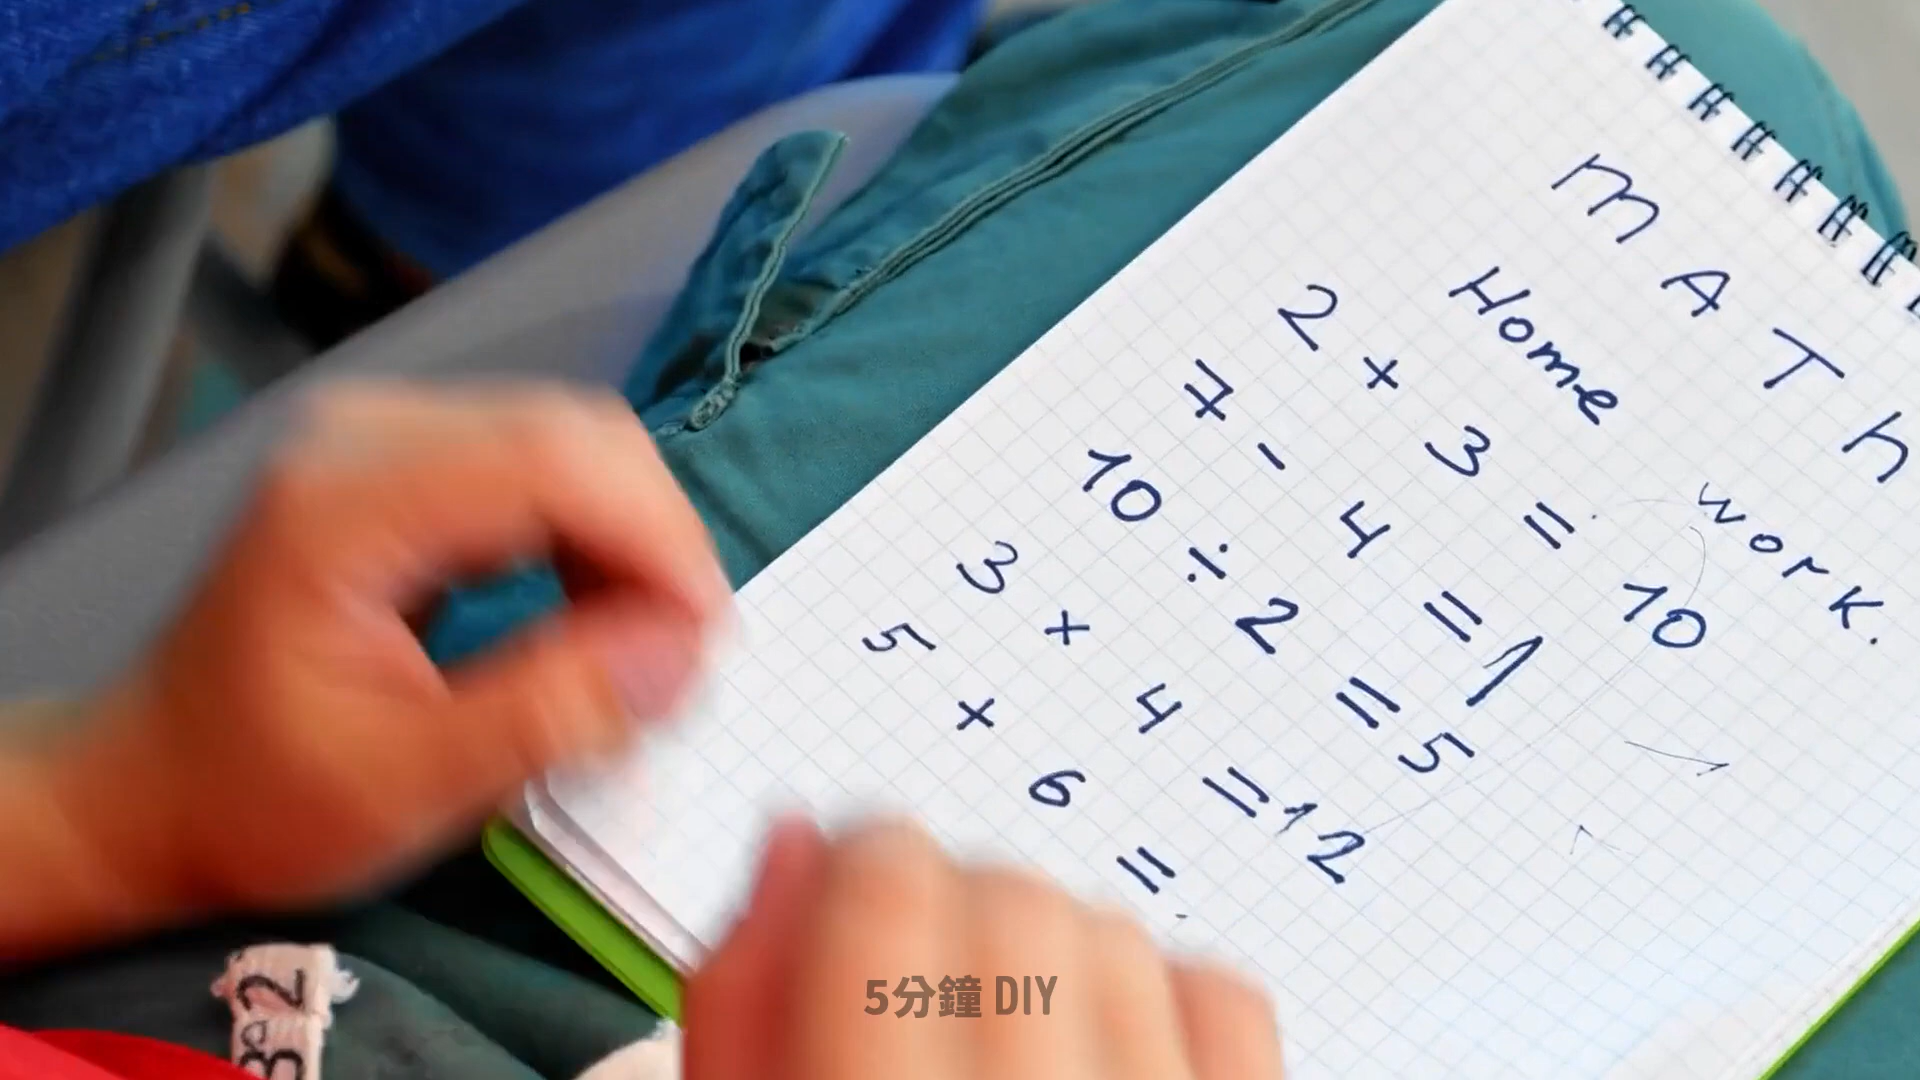 MATh
Home work.
2 + 3 = 10
7 - 4 = 1
10 ÷ 2 = 5
3 × 4 = 12
5 × 6 =
5分鐘 DIY